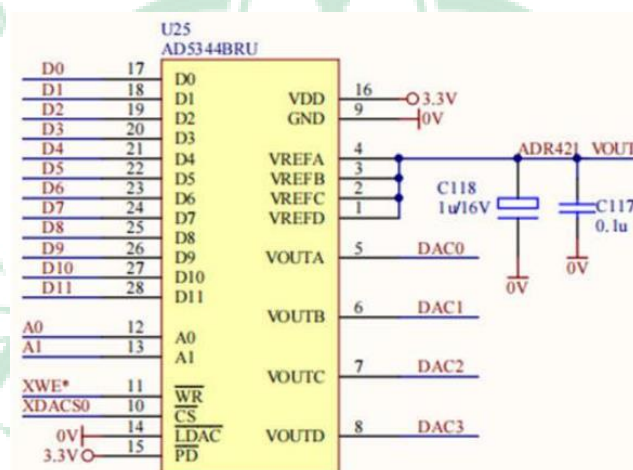 U25
AD5344BRU
D0 17 D0
D1 18 D1
D2 19 D2
D3 20 D3
D4 21 D4
D5 22 D5
D6 23 D6
D7 24 D7
D8 25 D8
D9 26 D9
D10 27 D10
D11 28 D11
A0 12 A0
A1 13 A1
XWE* 11 WR
XDACS0 10 CS
0V 14 LDAC
3.3V 15 PD
VDD 16 3.3V
GND 9 0V
VREFA 4
VREFB 3
VREFC 2
VREFD 1
VOUTA 5 DAC0
VOUTB 6 DAC1
VOUTC 7 DAC2
VOUTD 8 DAC3
ADR421 VOUT
C118
1u/16V
0V
C117
0.1u
0V